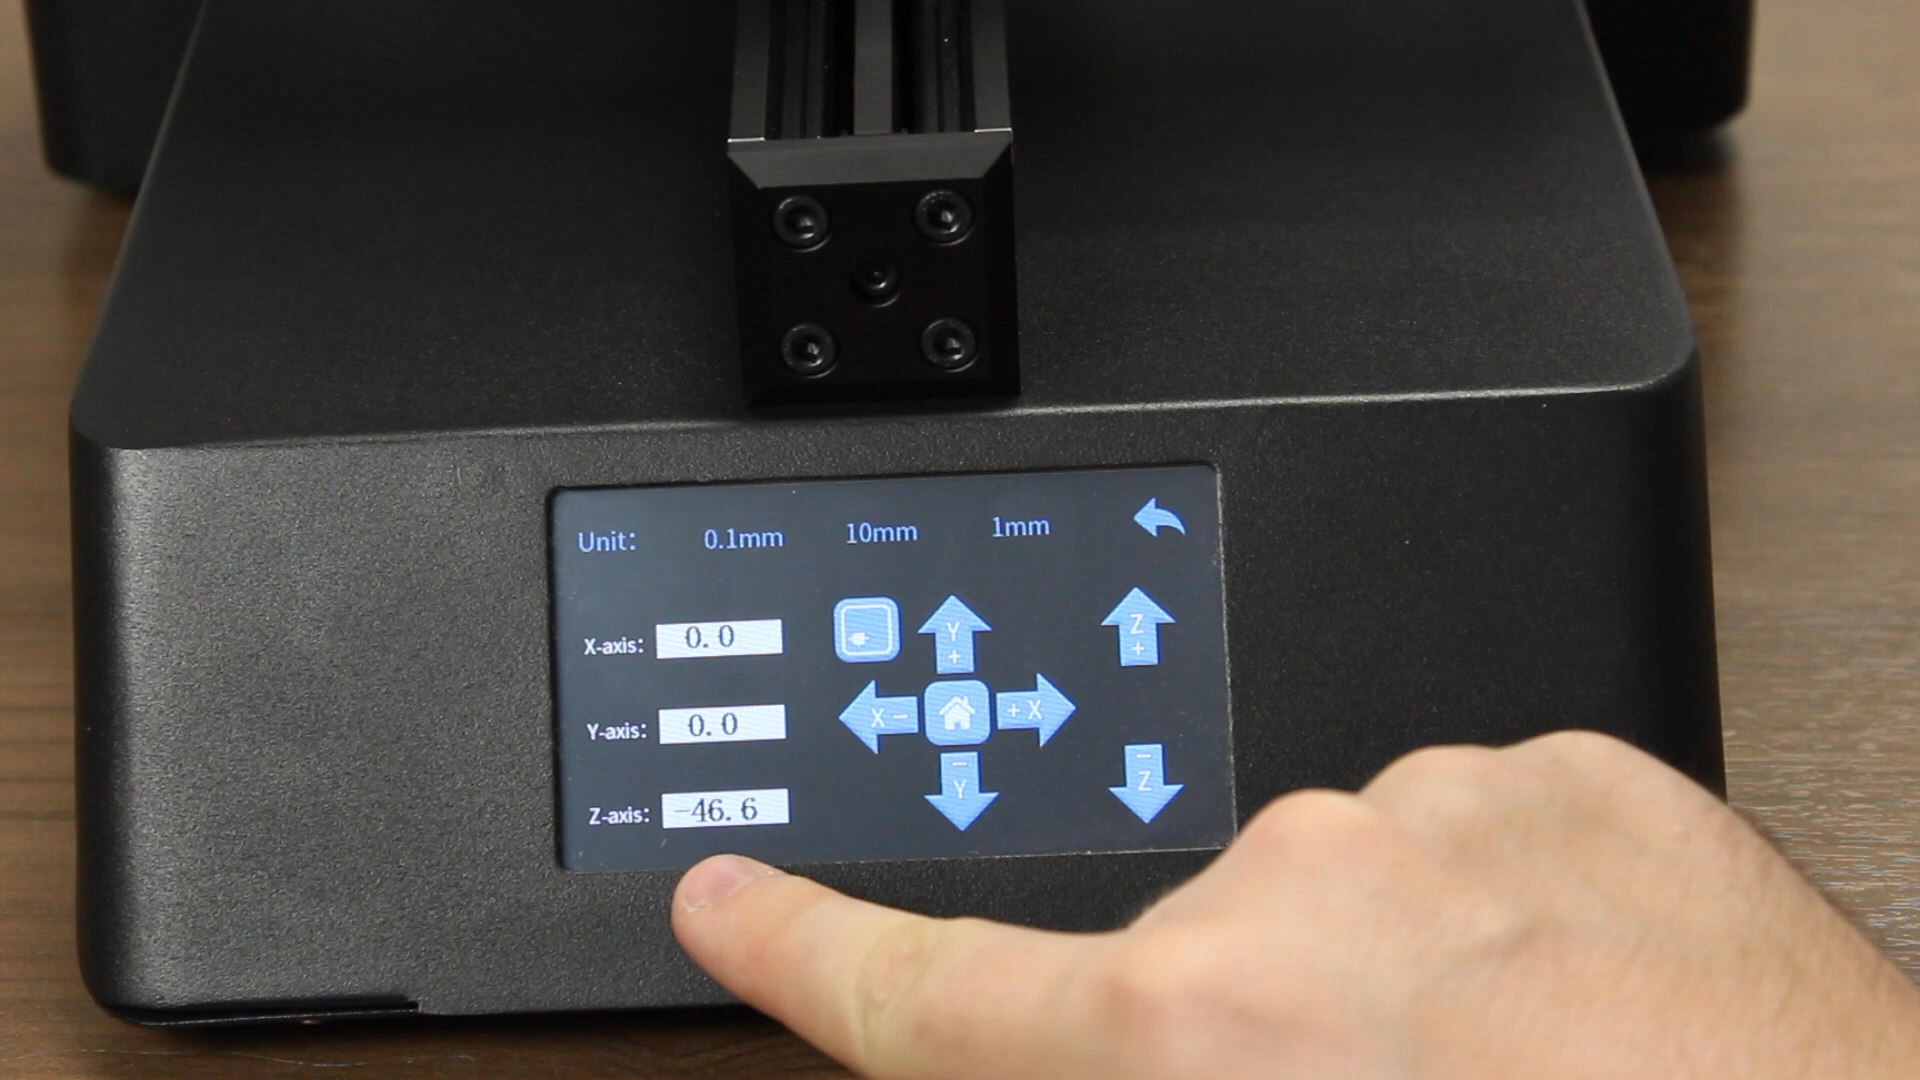 Unit: 0.1mm 10mm 1mm
X-axis: 0.0
Y-axis: 0.0
Z-axis: -46.6
Y +
Z +
X -
+ X
- Y
- Z